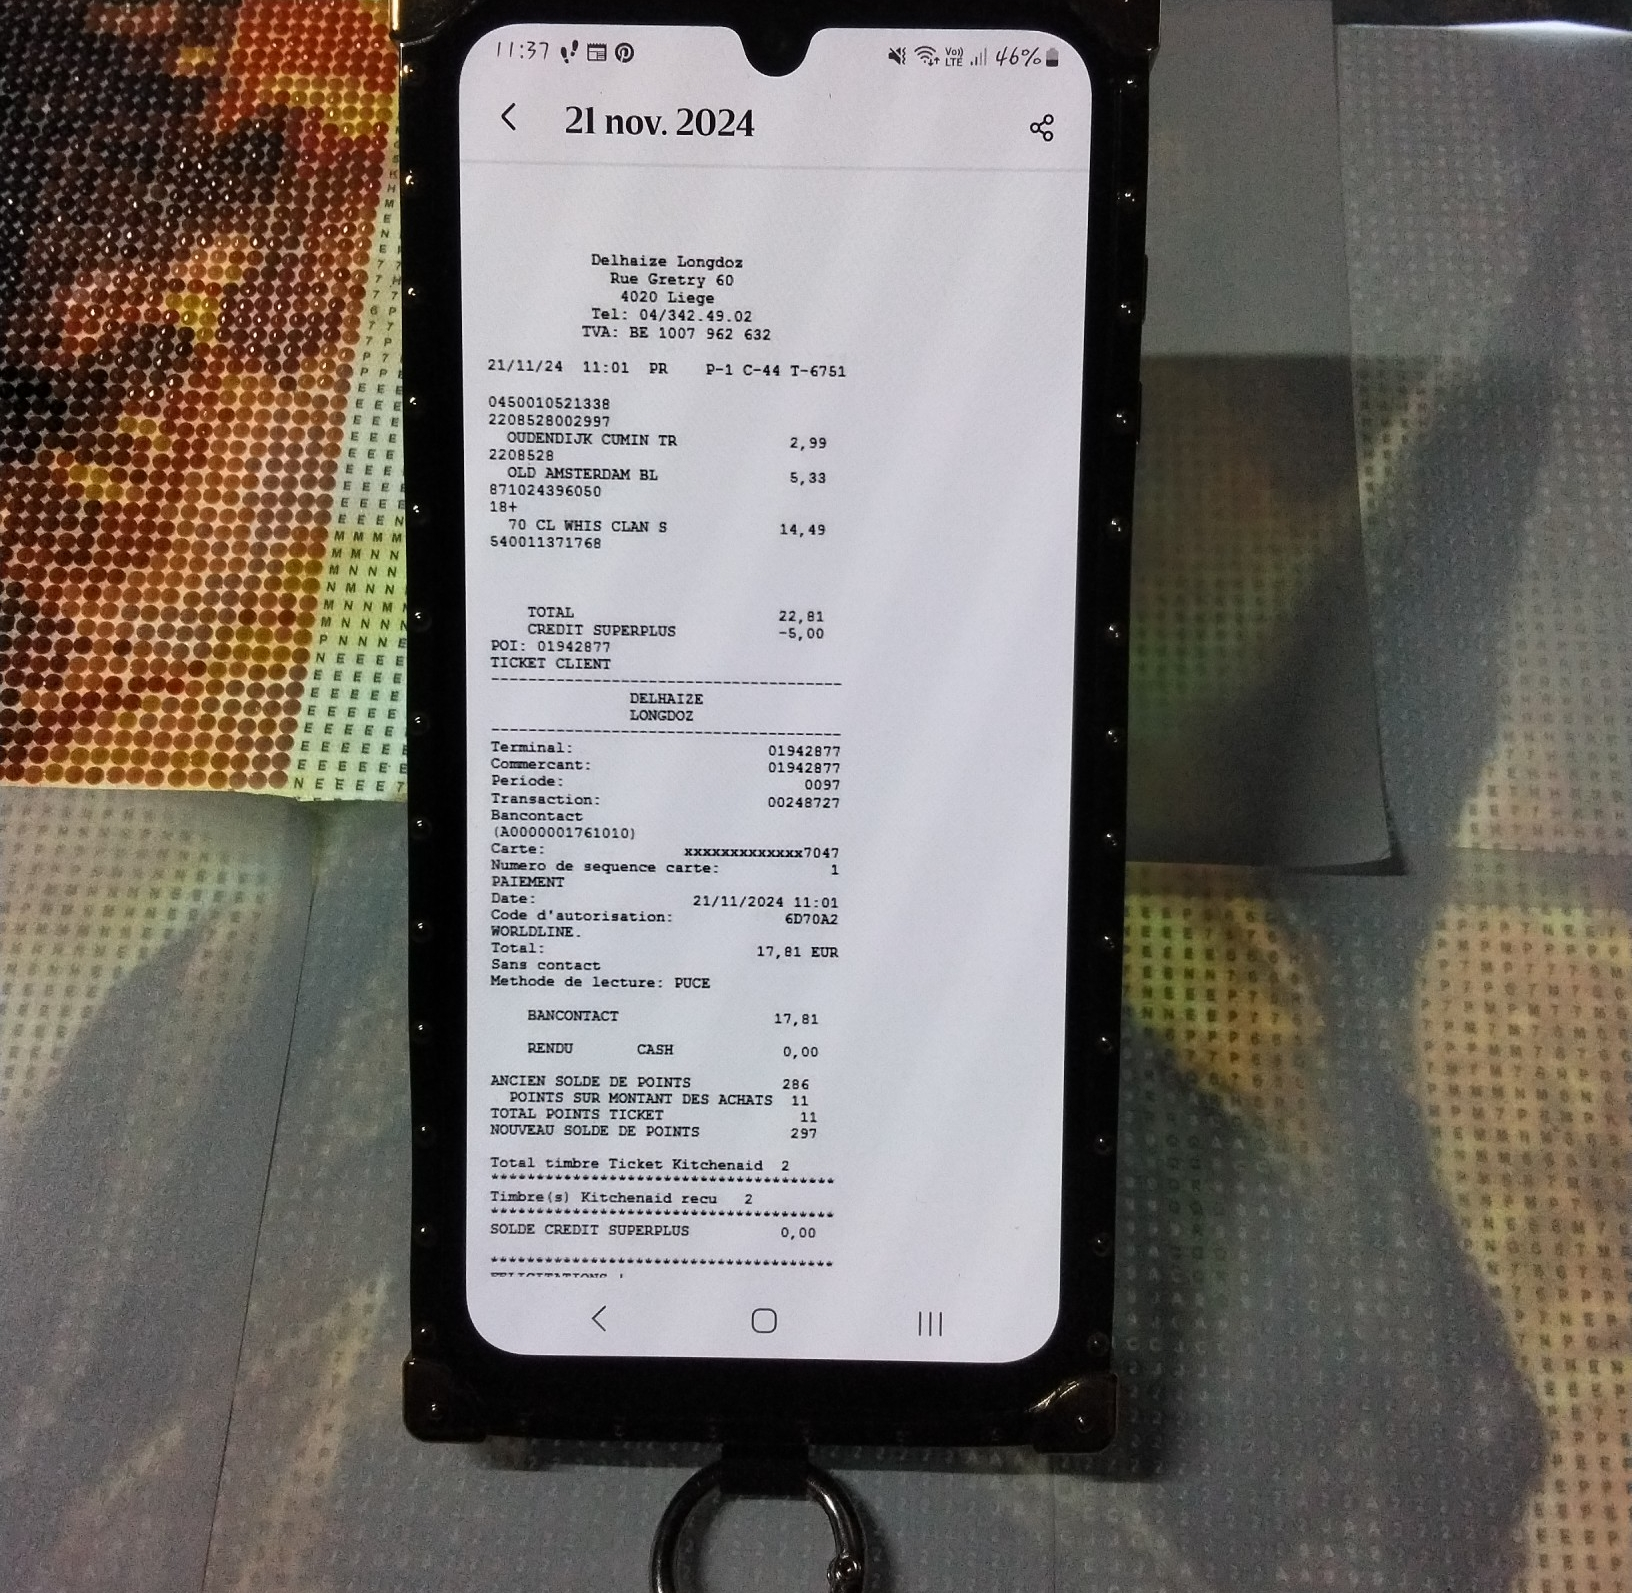 11:37 46%
21 nov. 2024
Delhaize Longdoz
Rue Gretry 60
4020 Liege
Tel: 04/342.49.02
TVA: BE 1007 962 632
21/11/24 11:01 PR P-1 C-44 T-6751
0450010521338
2208528002997
OUDENDIJK CUMIN TR 2,99
2208528
OLD AMSTERDAM BL 5,33
871024396050
18+
70 CL WHIS CLAN S 14,49
540011371768
TOTAL 22,81
CREDIT SUPERPLUS -5,00
POI: 01942877
TICKET CLIENT
--------------------------------------
DELHAIZE
LONGDOZ
--------------------------------------
Terminal: 01942877
Commercant: 01942877
Periode: 0097
Transaction: 00248727
Bancontact
(A0000001761010)
Carte: xxxxxxxxxxxxx7047
Numero de sequence carte: 1
PAIEMENT
Date: 21/11/2024 11:01
Code d'autorisation: 6D70A2
WORLDLINE.
Total: 17,81 EUR
Sans contact
Methode de lecture: PUCE
BANCONTACT 17,81
RENDU CASH 0,00
ANCIEN SOLDE DE POINTS 286
POINTS SUR MONTANT DES ACHATS 11
TOTAL POINTS TICKET 11
NOUVEAU SOLDE DE POINTS 297
Total timbre Ticket Kitchenaid 2
**************************************
Timbre(s) Kitchenaid recu 2
**************************************
SOLDE CREDIT SUPERPLUS 0,00
**************************************
FELICITATIONS !